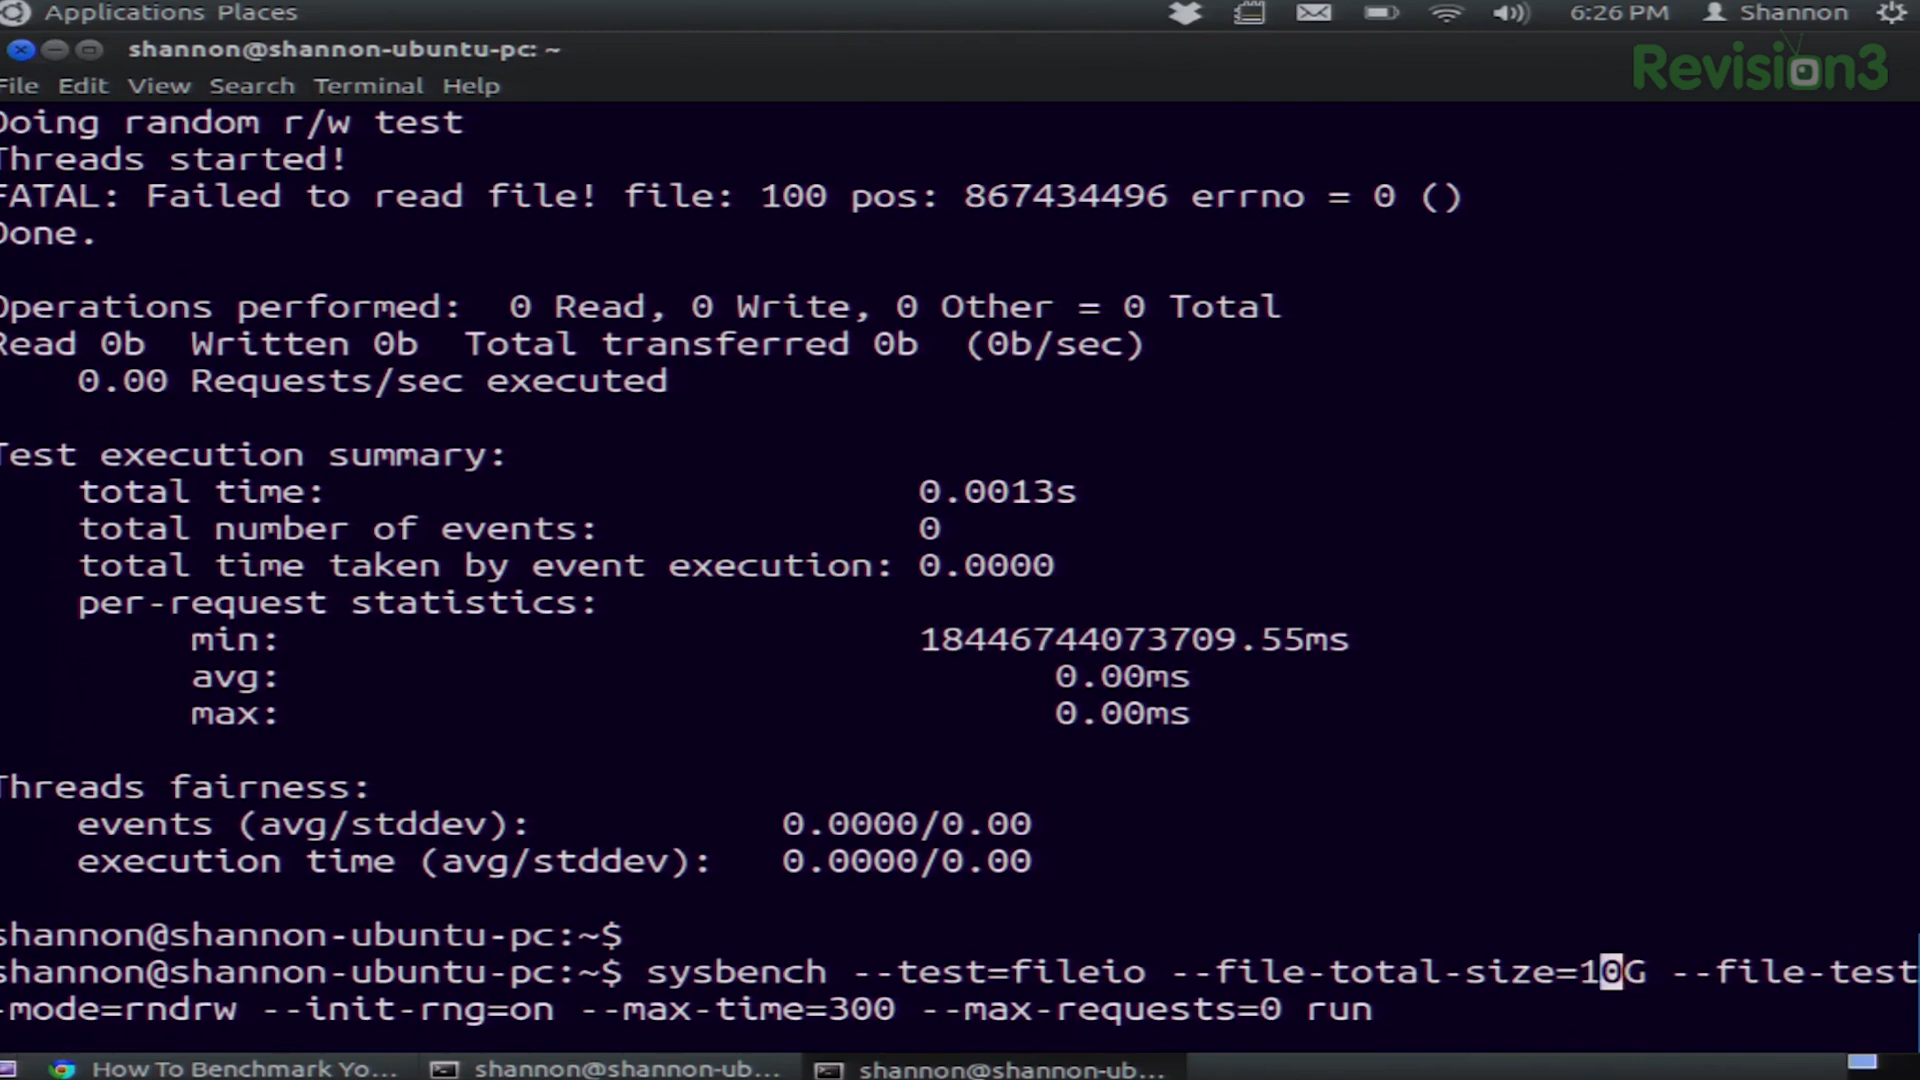 Applications Places
6:26 PM Shannon
shannon@shannon-ubuntu-pc: ~
Revision3
File Edit View Search Terminal Help
Doing random r/w test
Threads started!
FATAL: Failed to read file! file: 100 pos: 867434496 errno = 0 ()
Done.
Operations performed: 0 Read, 0 Write, 0 Other = 0 Total
Read 0b Written 0b Total transferred 0b (0b/sec)
0.00 Requests/sec executed
Test execution summary:
total time: 0.0013s
total number of events: 0
total time taken by event execution: 0.0000
per-request statistics:
min: 18446744073709.55ms
avg: 0.00ms
max: 0.00ms
Threads fairness:
events (avg/stddev): 0.0000/0.00
execution time (avg/stddev): 0.0000/0.00
shannon@shannon-ubuntu-pc:~$
shannon@shannon-ubuntu-pc:~$ sysbench --test=fileio --file-total-size=10G --file-test
-mode=rndrw --init-rng=on --max-time=300 --max-requests=0 run
How To Benchmark Yo... shannon@shannon-ub... shannon@shannon-ub...